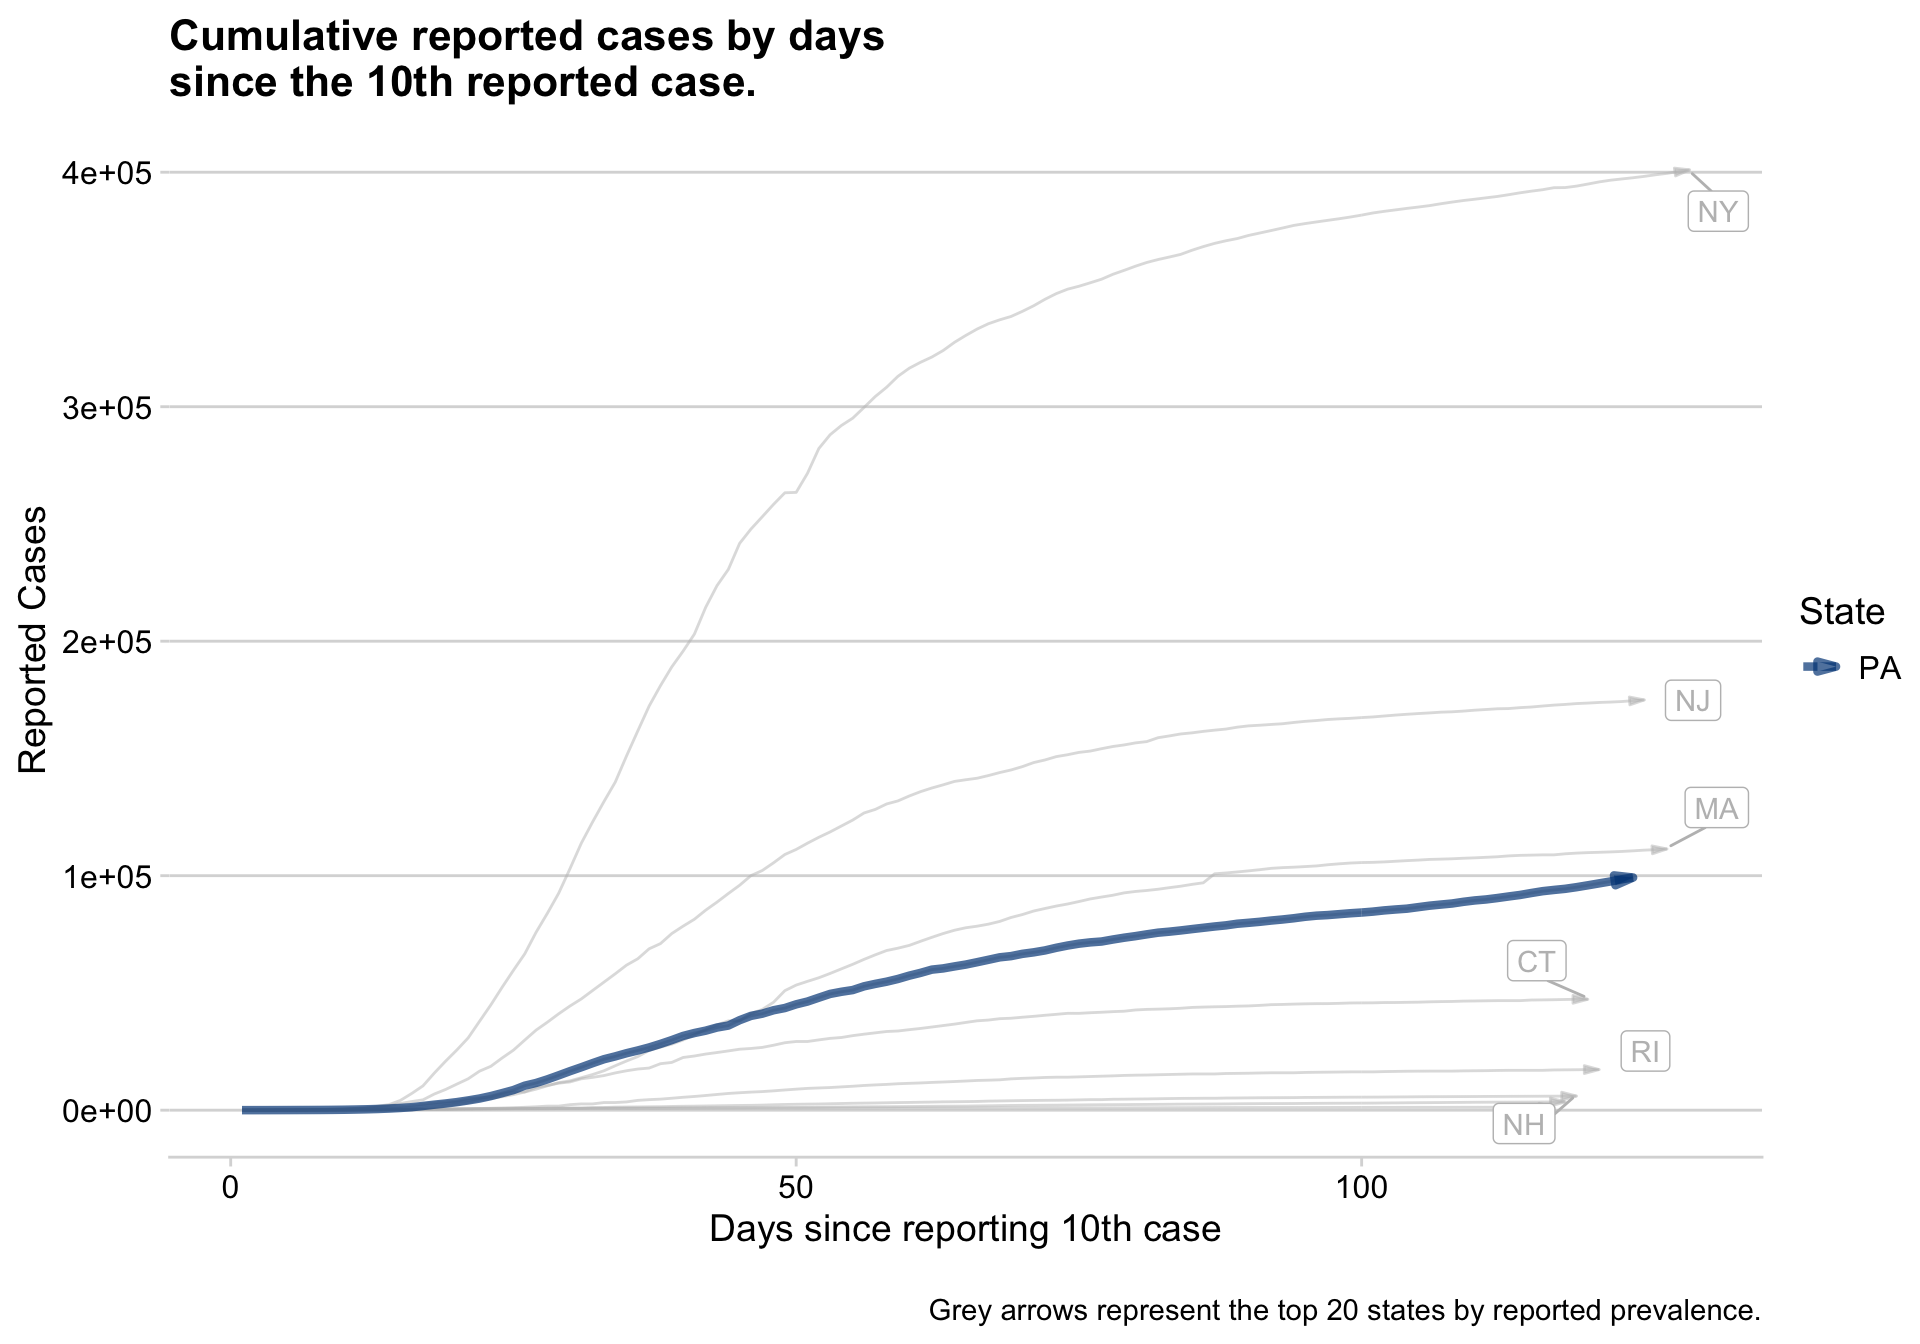 Cumulative reported cases by days
since the 10th reported case.
4e+05
3e+05
2e+05
1e+05
0e+00
Reported Cases
NY
NJ
MA
CT
RI
NH
State
PA
0
50
100
Days since reporting 10th case
Grey arrows represent the top 20 states by reported prevalence.